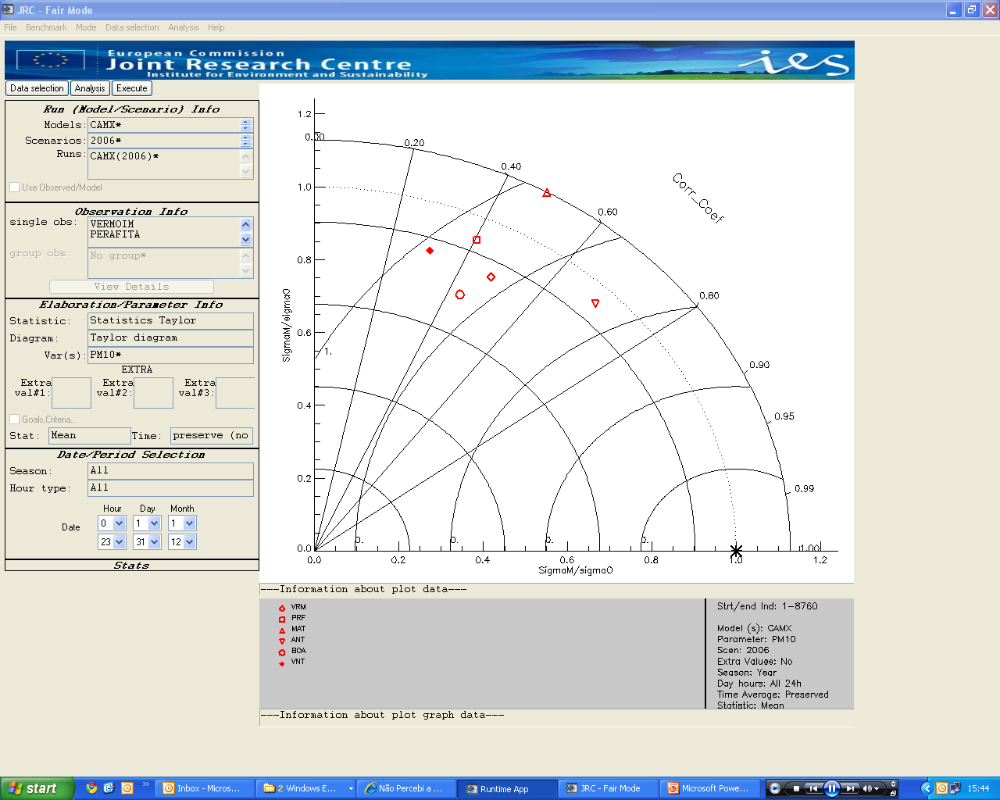 JRC - Fair Mode
File Benchmark Mode Data selection Analysis Help
European Commission
Joint Research Centre
Institute for Environment and Sustainability
ies
Data selection Analysis Execute
Run (Model/Scenario) Info
Models: CAMX*
Scenarios: 2006*
Runs: CAMX(2006)*
Use Observed/Model
Observation Info
single obs: VERMOIM
PERAFITA
group obs: No group*
View Details
Elaboration/Parameter Info
Statistic: Statistics Taylor
Diagram: Taylor diagram
Var(s): PM10*
EXTRA
Extra val#1: Extra val#2: Extra val#3:
Goals,Criteria...
Stat: Mean Time: preserve (no
Date/Period Selection
Season: All
Hour type: All
Hour Day Month
Date 0 1 1
23 31 12
Stats
1.2
1.0
0.8
0.6
0.4
0.2
0.0
SigmaM/sigmaO
0.00
0.20
0.40
0.60
0.80
0.90
0.95
0.99
1.00
Corr_Coef
1.
0. 0. 0. 0.
0.0 0.2 0.4 0.6 0.8 1.0 1.2
SigmaM/sigmaO
---Information about plot data---
VRM
PRF
MAT
ANT
BOA
VNT
Strt/end Ind: 1-8760
Model (s): CAMX
Parameter: PM10
Scen: 2006
Extra Values: No
Season: Year
Day hours: All 24h
Time Average: Preserved
Statistic: Mean
---Information about plot graph data---
start » Inbox - Micros... 2 Windows E... Não Percebi a ... Runtime App JRC - Fair Mode Microsoft Powe... 15:44